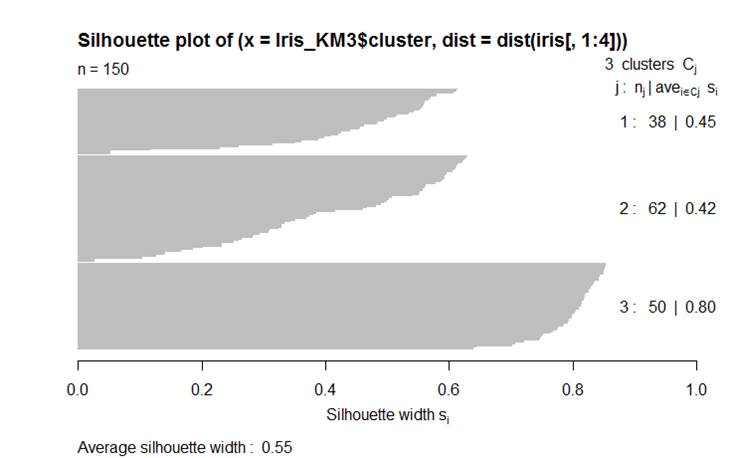 Silhouette plot of (x = Iris_KM3$cluster, dist = dist(iris[, 1:4]))
n = 150
3 clusters Cj
j : nj | avei∈Cj si
1 : 38 | 0.45
2 : 62 | 0.42
3 : 50 | 0.80
0.0 0.2 0.4 0.6 0.8 1.0
Silhouette width si
Average silhouette width : 0.55